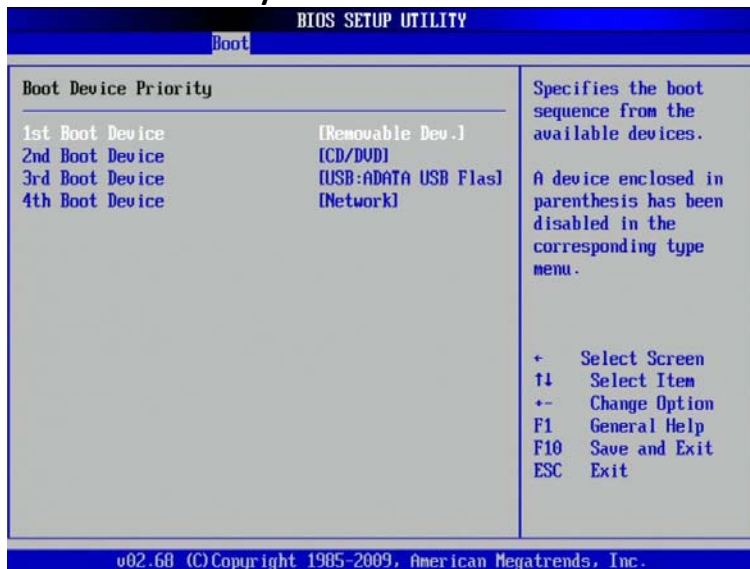 BIOS SETUP UTILITY
Boot
Boot Device Priority
1st Boot Device [Removable Dev.]
2nd Boot Device [CD/DVD]
3rd Boot Device [USB:ADATA USB Flas]
4th Boot Device [Network]
Specifies the boot
sequence from the
available devices.
A device enclosed in
parenthesis has been
disabled in the
corresponding type
menu.
← Select Screen
↑↓ Select Item
+- Change Option
F1 General Help
F10 Save and Exit
ESC Exit
v02.68 (C)Copyright 1985-2009, American Megatrends, Inc.